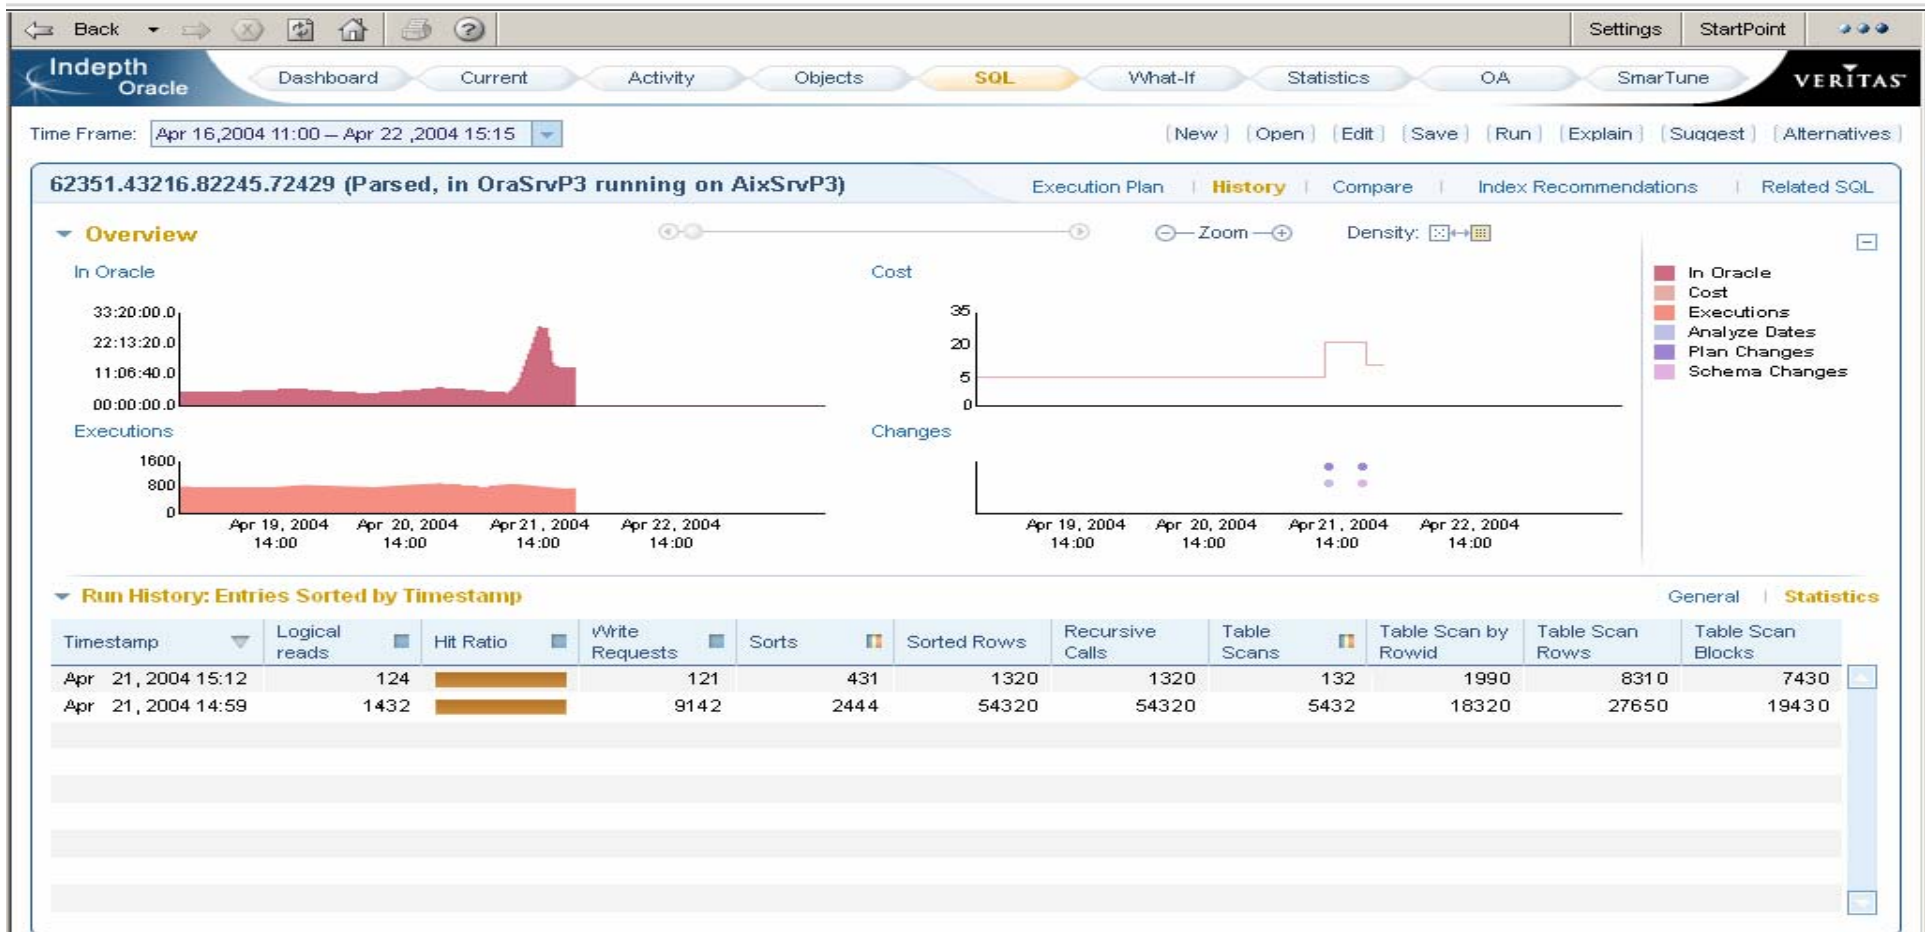 Back Settings StartPoint
Indepth Oracle Dashboard Current Activity Objects SQL What-If Statistics OA SmarTune VERITAS
Time Frame: Apr 16,2004 11:00 – Apr 22 ,2004 15:15 [New] [Open] [Edit] [Save] [Run] [Explain] [Suggest] [Alternatives]
62351.43216.82245.72429 (Parsed, in OraSrvP3 running on AixSrvP3) Execution Plan | History | Compare | Index Recommendations | Related SQL
Overview Zoom Density:
In Oracle
33:20:00.0
22:13:20.0
11:06:40.0
00:00:00.0
Cost
35
20
5
0
In Oracle
Cost
Executions
Analyze Dates
Plan Changes
Schema Changes
Executions
1600
800
0
Apr 19, 2004 Apr 20, 2004 Apr 21, 2004 Apr 22, 2004
14:00 14:00 14:00 14:00
Changes
Apr 19, 2004 Apr 20, 2004 Apr 21, 2004 Apr 22, 2004
14:00 14:00 14:00 14:00
Run History: Entries Sorted by Timestamp General | Statistics
Timestamp Logical reads Hit Ratio Write Requests Sorts Sorted Rows Recursive Calls Table Scans Table Scan by Rowid Table Scan Rows Table Scan Blocks
Apr 21, 2004 15:12 124 121 431 1320 1320 132 1990 8310 7430
Apr 21, 2004 14:59 1432 9142 2444 54320 54320 5432 18320 27650 19430